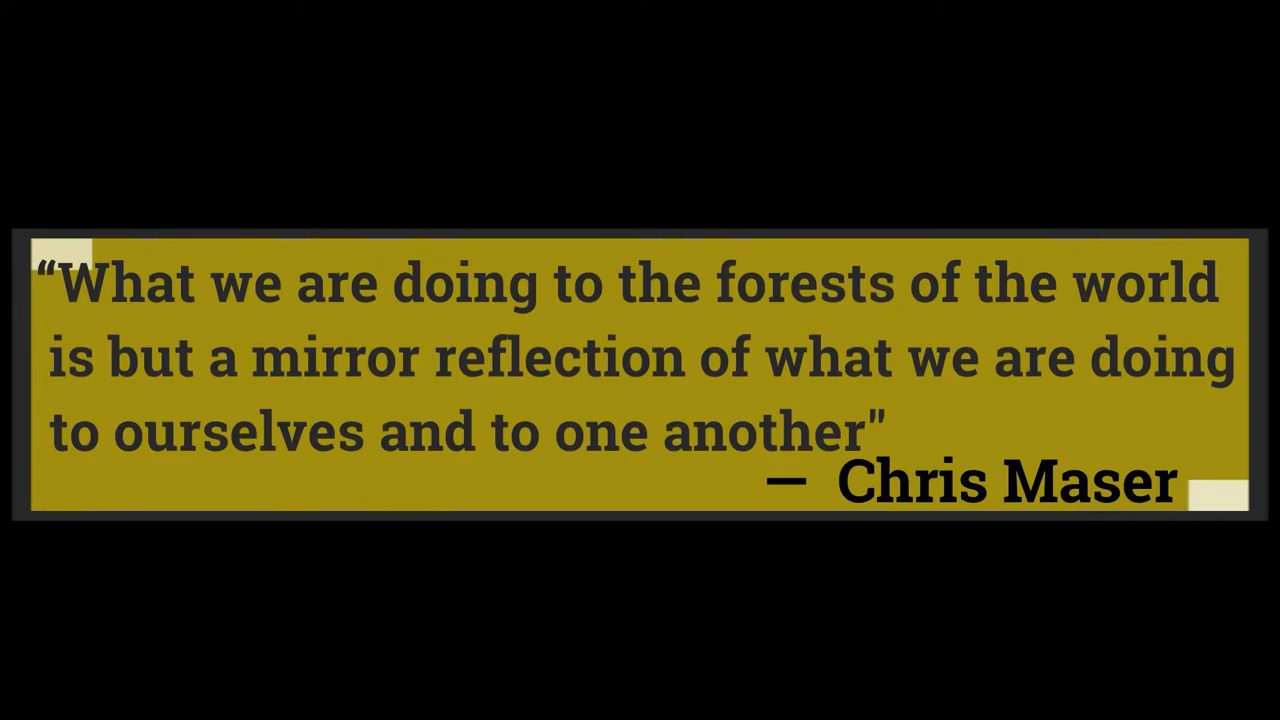 “What we are doing to the forests of the world
is but a mirror reflection of what we are doing
to ourselves and to one another"
— Chris Maser